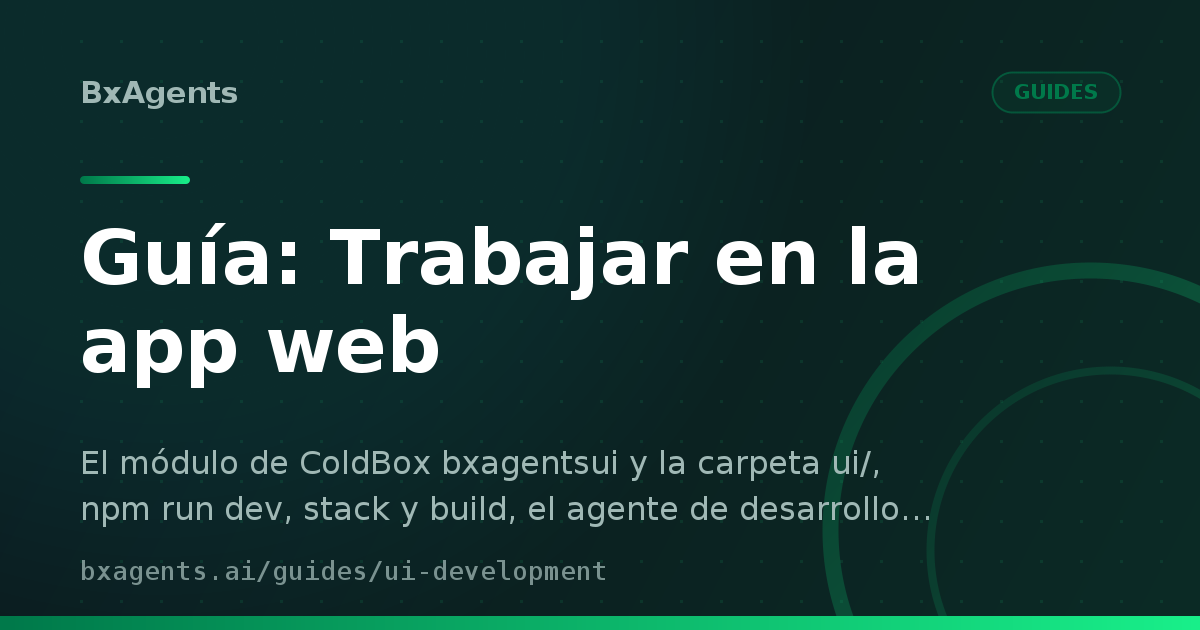 BxAgents
GUIDES
Guía: Trabajar en la
app web
El módulo de ColdBox bxagentsui y la carpeta ui/,
npm run dev, stack y build, el agente de desarrollo…
bxagents.ai/guides/ui-development